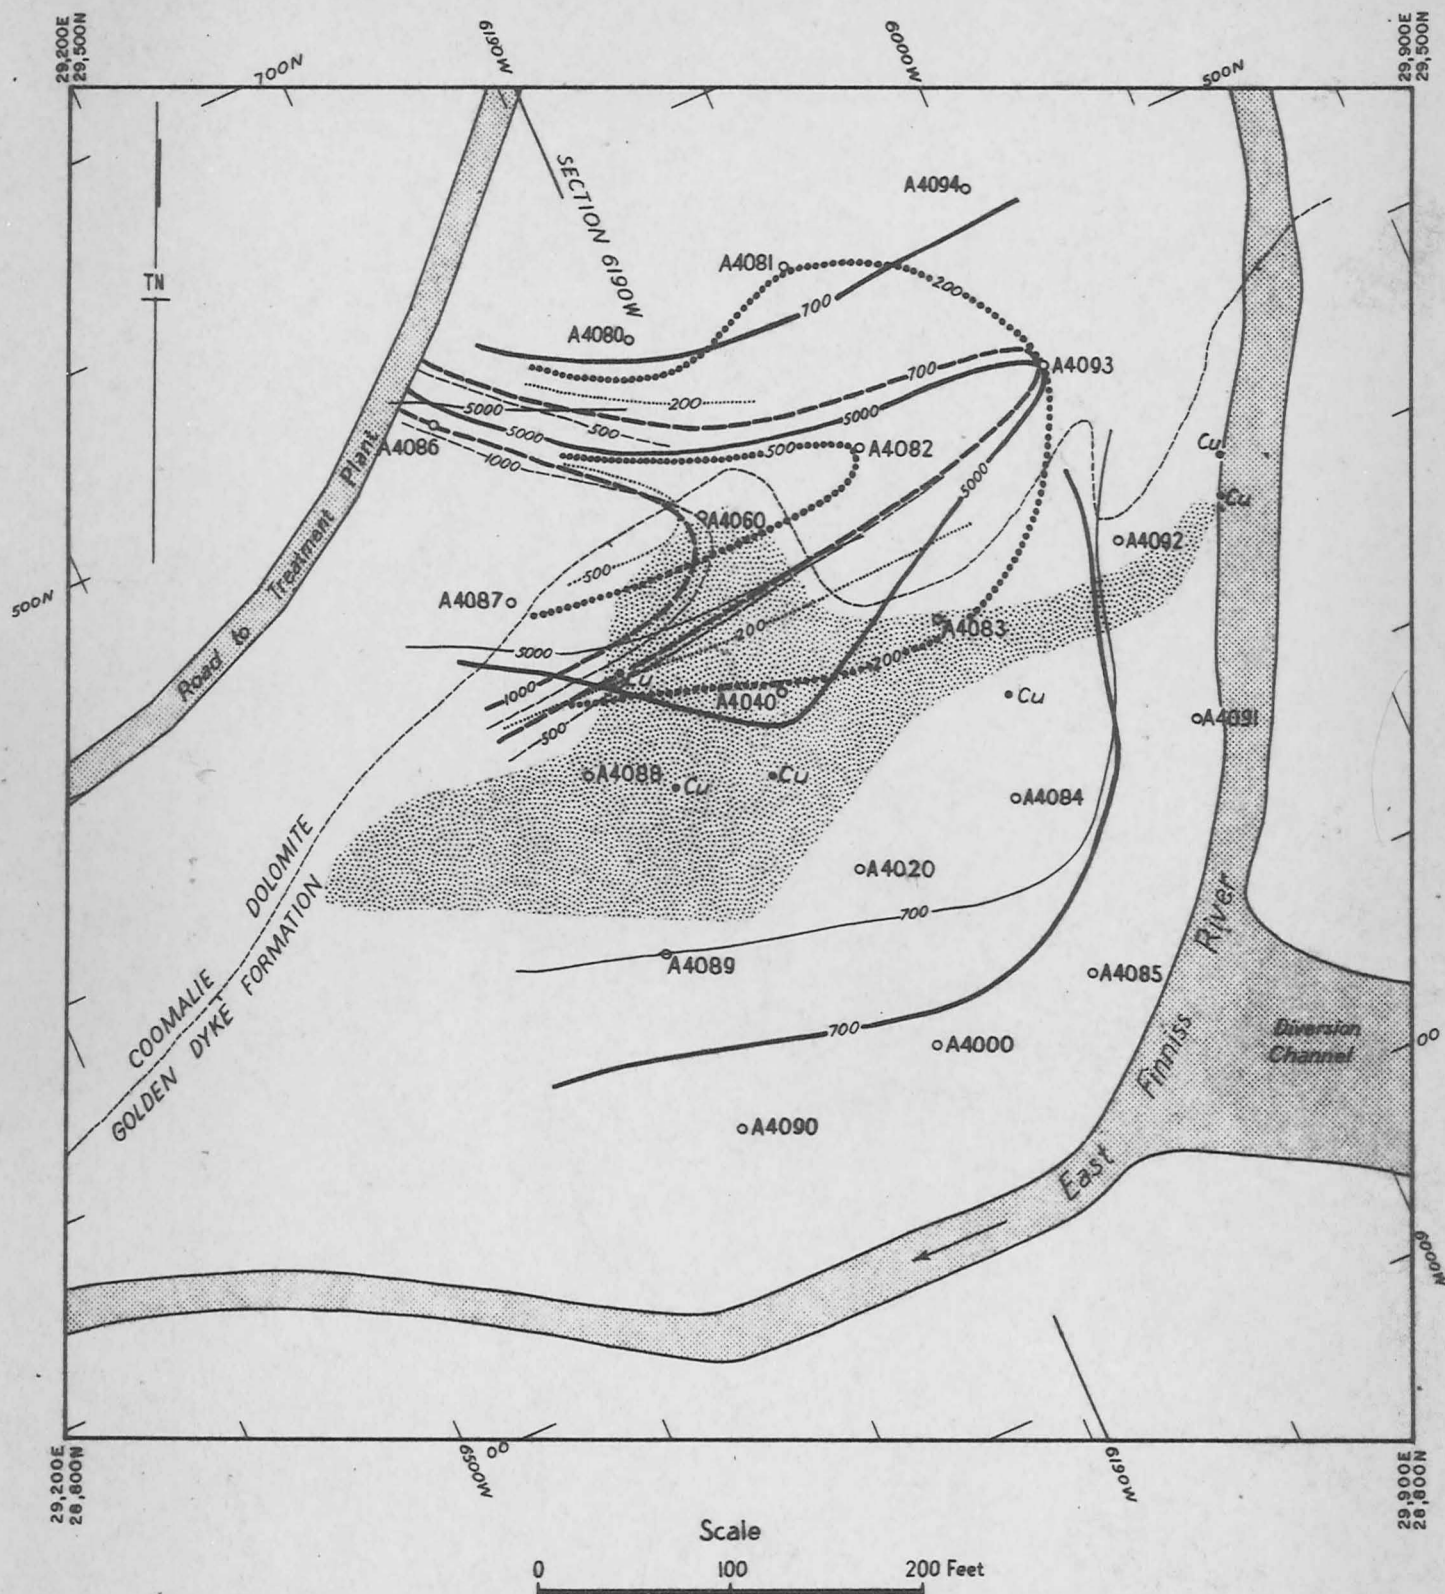 29,200E
29,500N
700N
6190W
6000W
500N
29,900E
29,500N
TN
SECTION 6190W
A4094
A4081
200
700
A4080
A4093
700
200
5000
5000
5000
500
A4086
1000
500
A4082
5000
Cu
Cu
Road to Treatment Plant
A4060
A4092
500
500N
A4087
A4083
200
5000
200
Cu
1000
A4040
Cu
A4091
500
A4088
Cu
Cu
A4084
DOLOMITE
A4020
700
COOMALIE
GOLDEN DYKE FORMATION
A4089
A4085
East Finniss River
700
A4000
Diversion
Channel
00
A4090
6000W
29,200E
28,800N
6500W
00
6190W
29,900E
28,800N
Scale
0 100 200 Feet